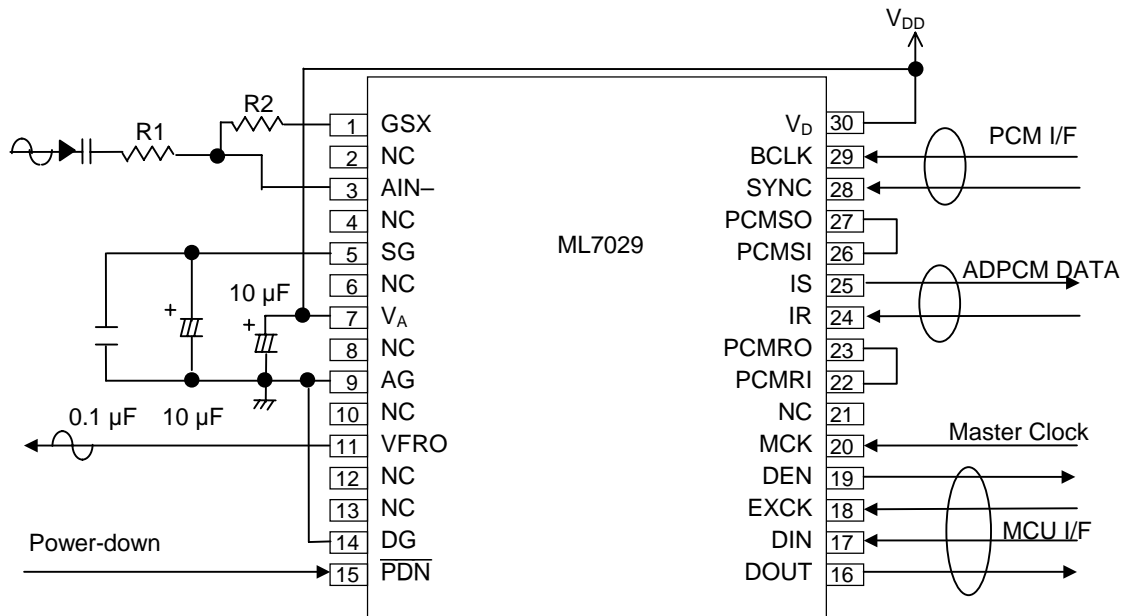 V_DD
R2
R1
1 GSX
2 NC
3 AIN–
4 NC
5 SG
6 NC
7 V_A
8 NC
9 AG
10 NC
11 VFRO
12 NC
13 NC
14 DG
15 PDN
10 µF
+
+
0.1 µF
10 µF
Power-down
ML7029
V_D 30
BCLK 29
SYNC 28
PCMSO 27
PCMSI 26
IS 25
IR 24
PCMRO 23
PCMRI 22
NC 21
MCK 20
DEN 19
EXCK 18
DIN 17
DOUT 16
PCM I/F
ADPCM DATA
Master Clock
MCU I/F